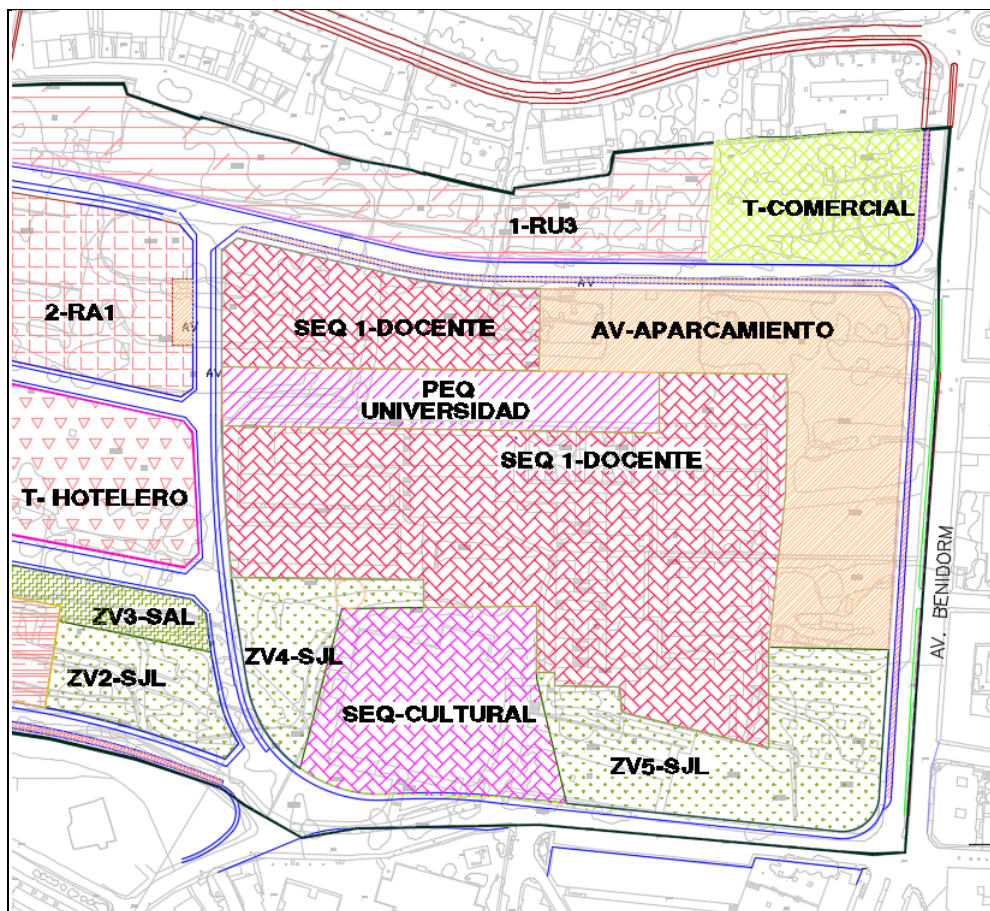 T-COMERCIAL
1-RU3
AV
2-RA1
AV
SEQ 1-DOCENTE
AV-APARCAMIENTO
AV
PEQ
UNIVERSIDAD
SEQ 1-DOCENTE
T- HOTELERO
AV. BENIDORM
ZV3-SAL
ZV4-SJL
ZV2-SJL
SEQ-CULTURAL
ZV5-SJL